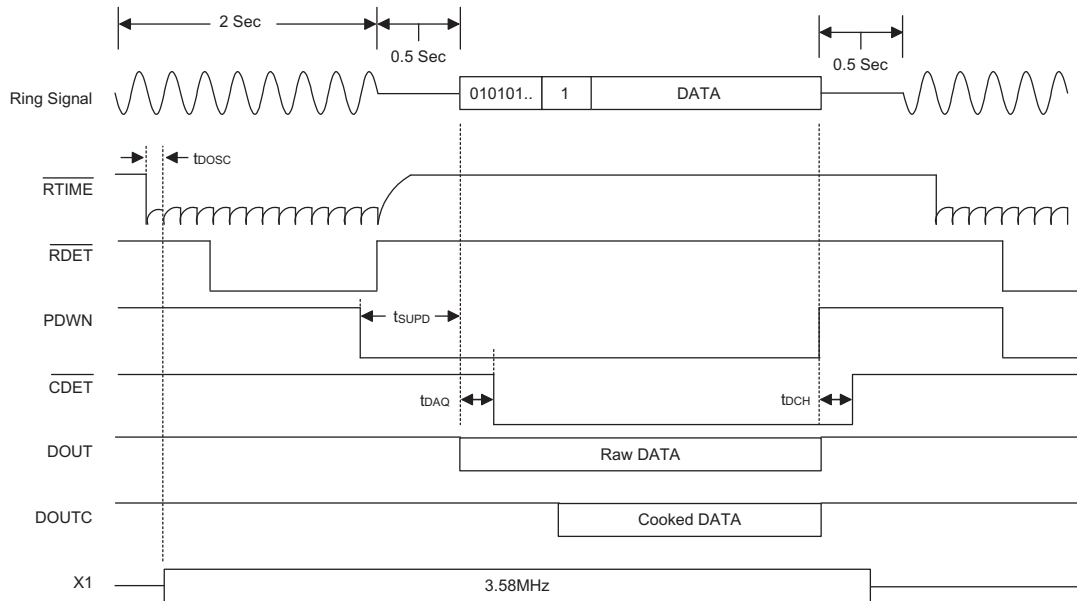 2 Sec
0.5 Sec
0.5 Sec
Ring Signal
010101..
1
DATA
tDOSC
RTIME
RDET
PDWN
tSUPD
CDET
tDAQ
tDCH
DOUT
Raw DATA
DOUTC
Cooked DATA
X1
3.58MHz